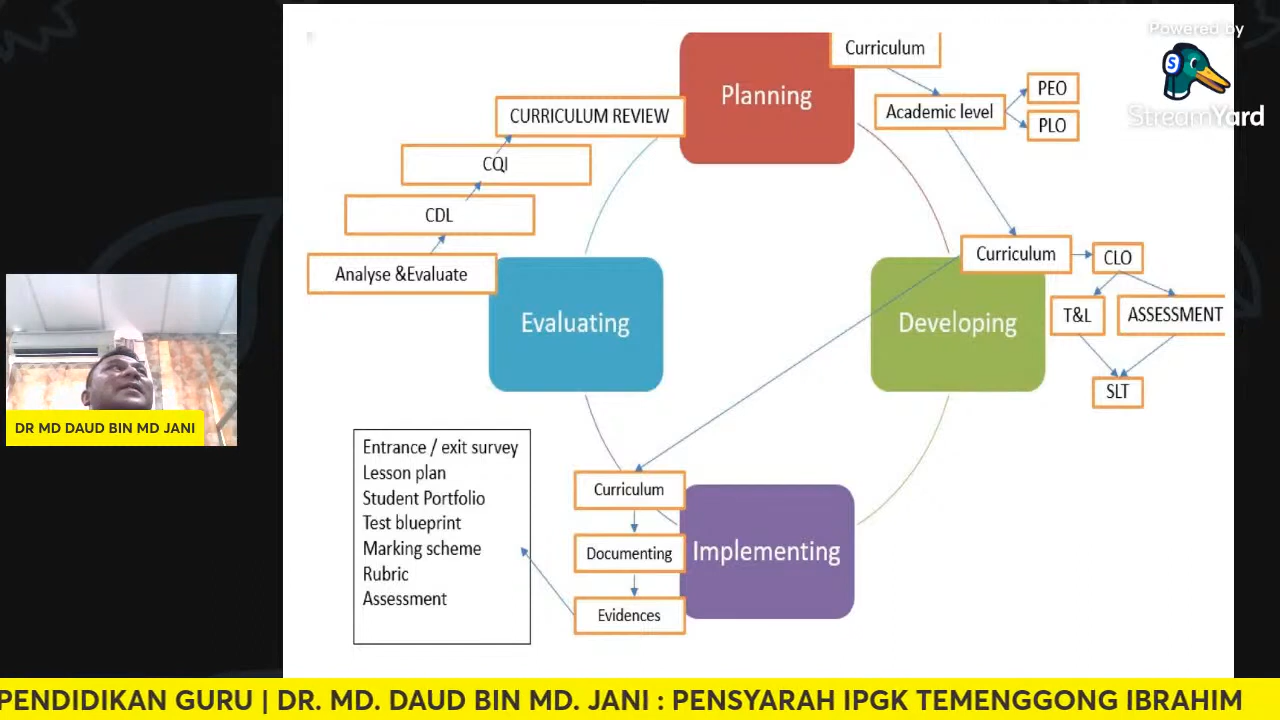 Powered by
StreamYard
Planning
Curriculum
Academic level
PEO
PLO
CURRICULUM REVIEW
CQI
CDL
Analyse &Evaluate
Evaluating
Developing
Curriculum
CLO
T&L
ASSESSMENT
SLT
Implementing
Curriculum
Documenting
Evidences
Entrance / exit survey
Lesson plan
Student Portfolio
Test blueprint
Marking scheme
Rubric
Assessment
DR MD DAUD BIN MD JANI
PENDIDIKAN GURU | DR. MD. DAUD BIN MD. JANI : PENSYARAH IPGK TEMENGGONG IBRAHIM